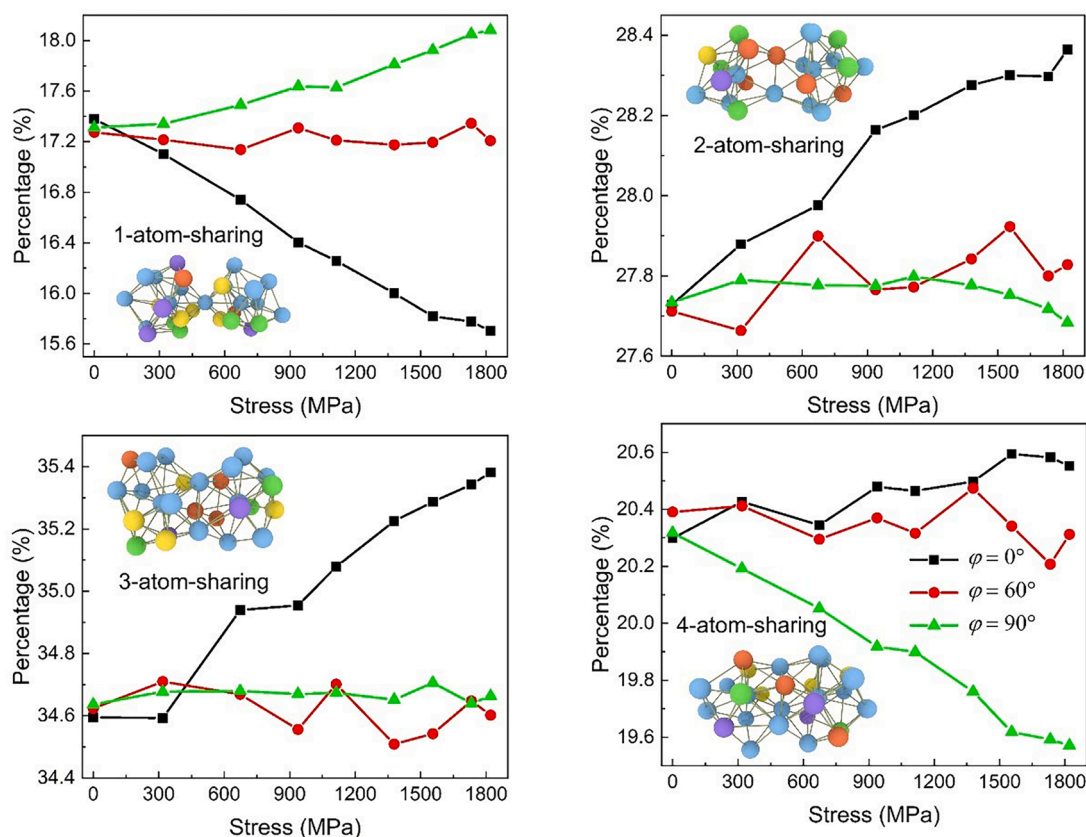 18.0
17.6
17.2
16.8
16.4
16.0
15.6
Percentage (%)
1-atom-sharing
0 300 600 900 1200 1500 1800
Stress (MPa)
28.4
28.2
28.0
27.8
27.6
Percentage (%)
2-atom-sharing
0 300 600 900 1200 1500 1800
Stress (MPa)
35.4
35.2
35.0
34.8
34.6
34.4
Percentage (%)
3-atom-sharing
0 300 600 900 1200 1500 1800
Stress (MPa)
20.6
20.4
20.2
20.0
19.8
19.6
Percentage (%)
φ = 0°
φ = 60°
φ = 90°
4-atom-sharing
0 300 600 900 1200 1500 1800
Stress (MPa)